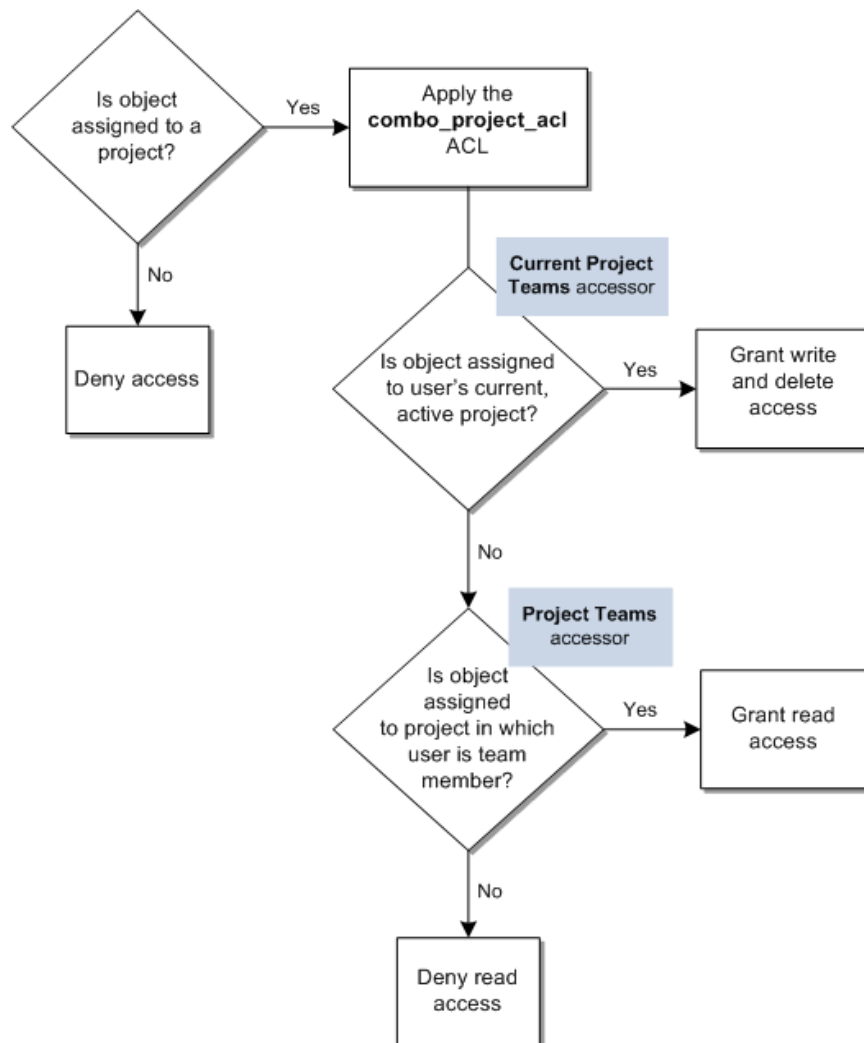 Is object
assigned to a
project?
Yes
Apply the
combo_project_acl
ACL
No
Deny access
Current Project
Teams accessor
Is object assigned
to user's current,
active project?
Yes
Grant write
and delete
access
No
Project Teams
accessor
Is object
assigned
to project in which
user is team
member?
Yes
Grant read
access
No
Deny read
access